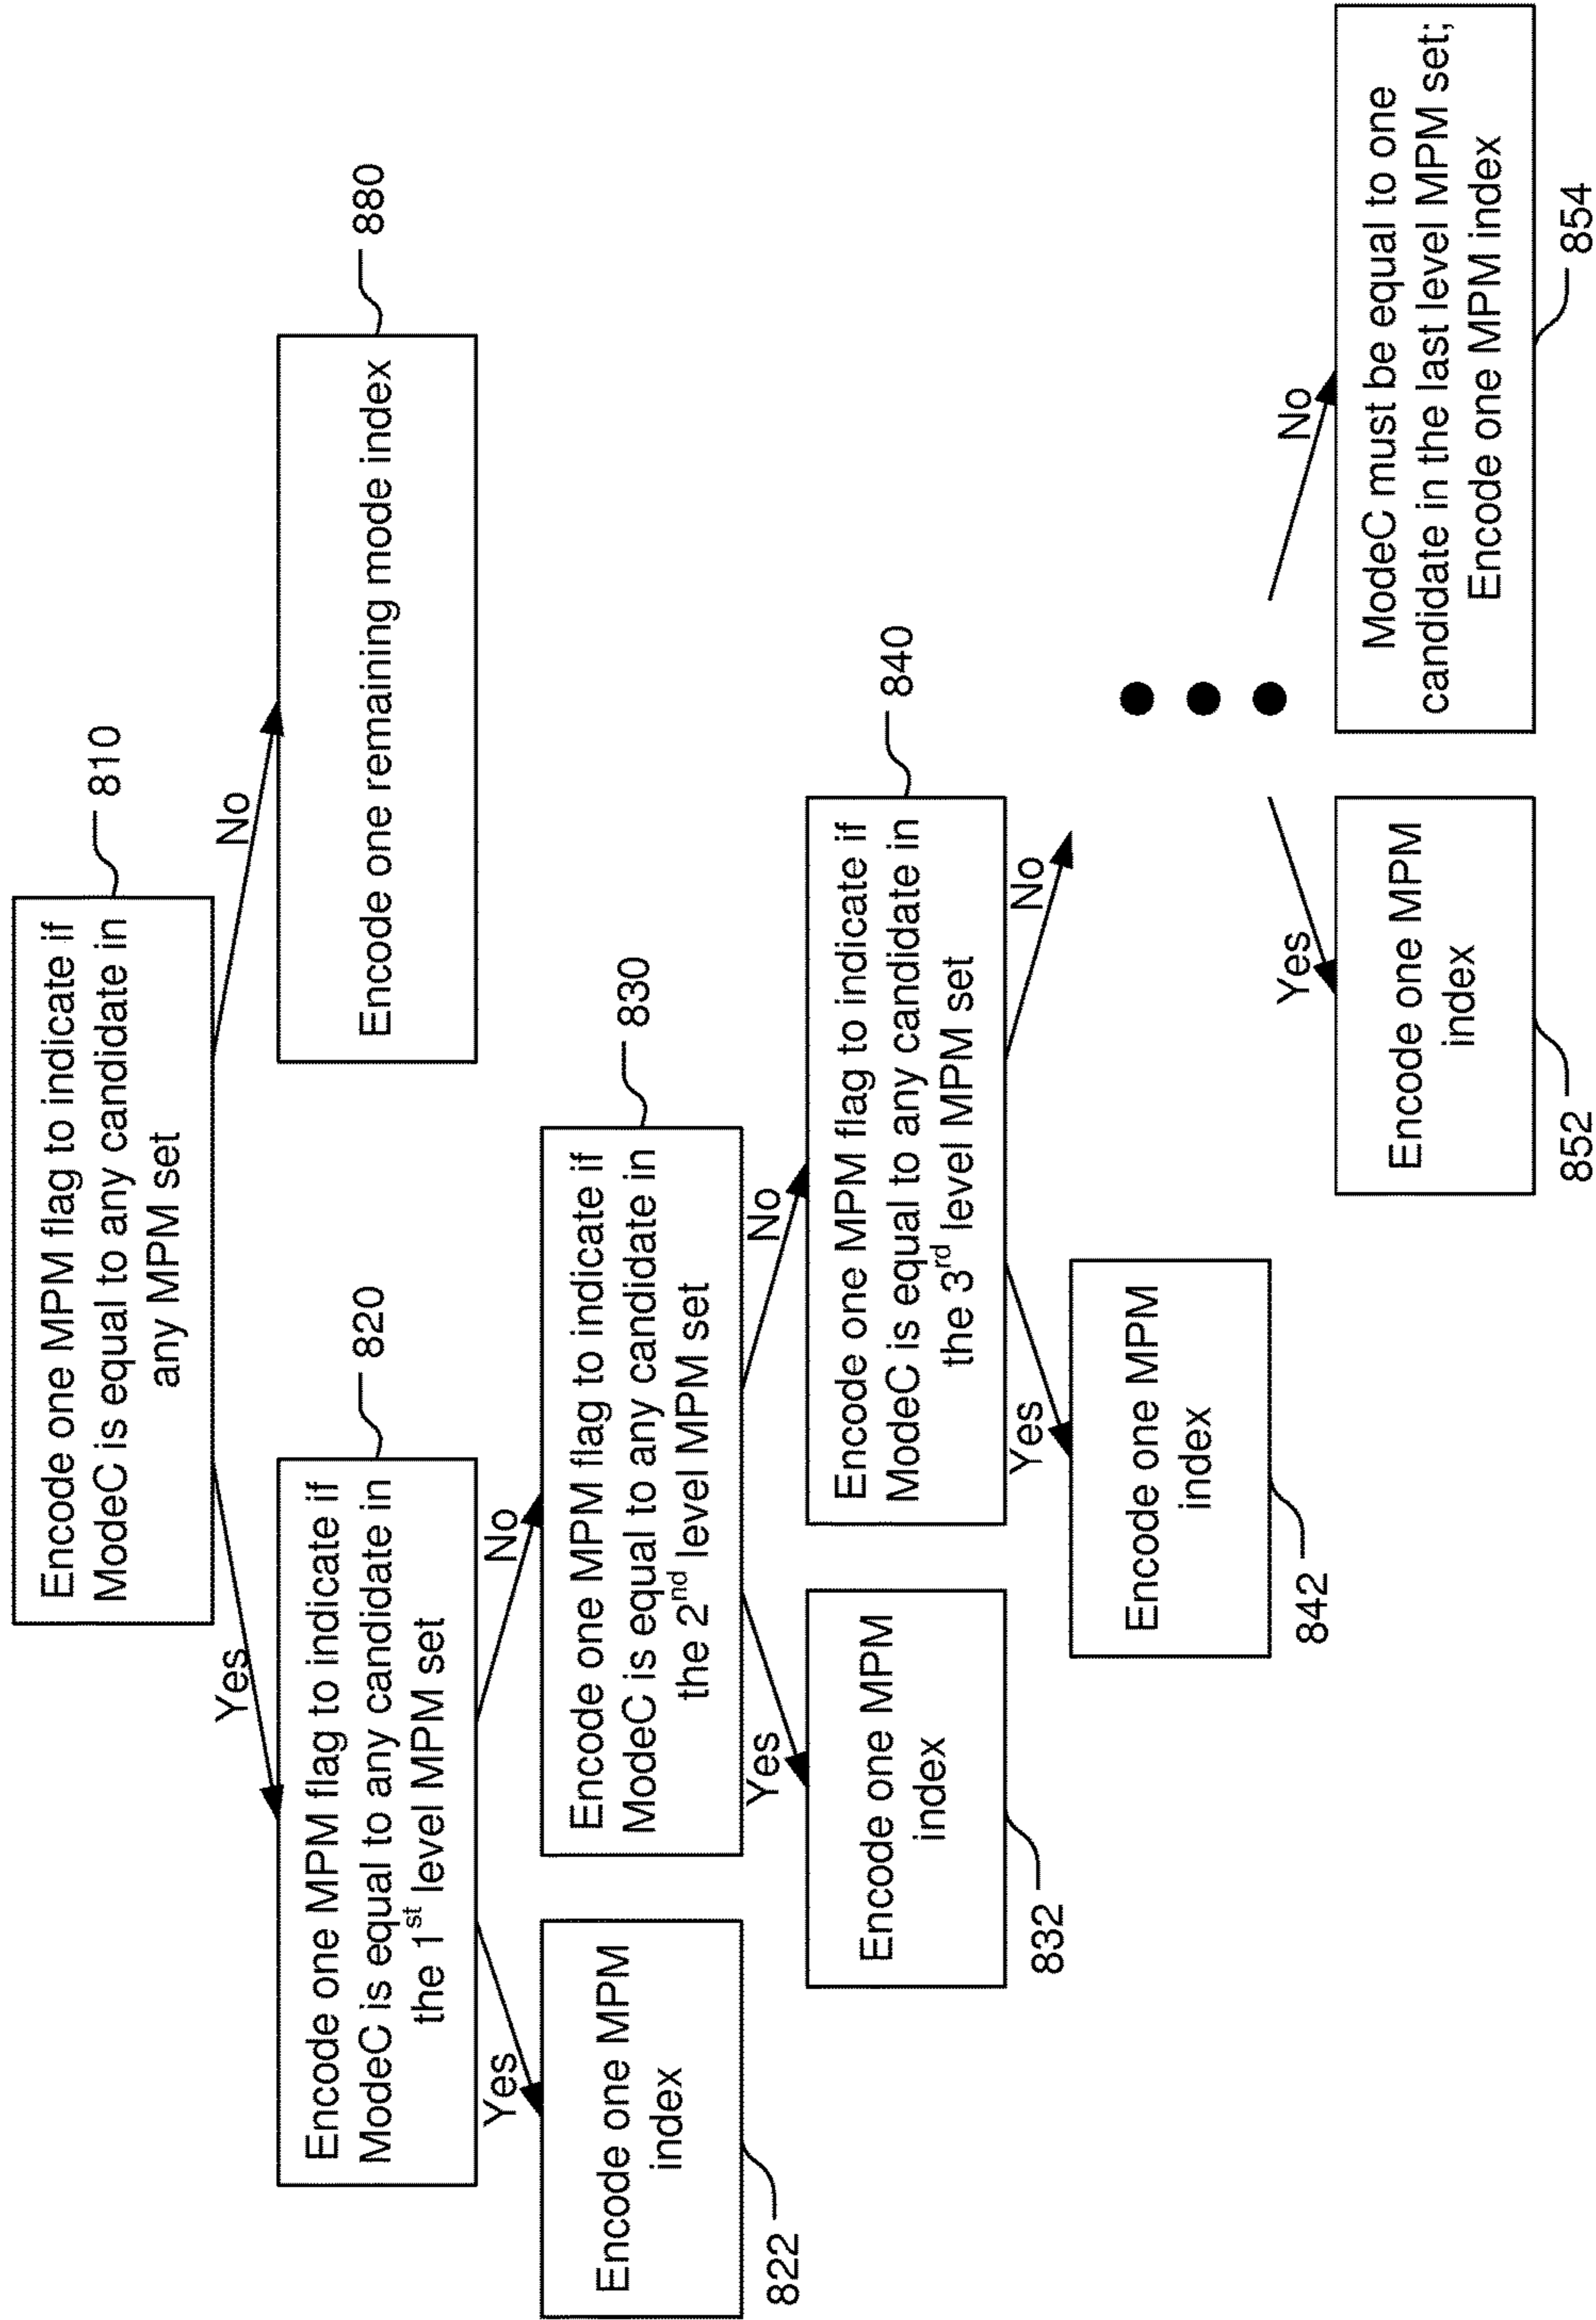 Encode one MPM flag to indicate if
ModeC is equal to any candidate in
any MPM set
810
Yes
No
Encode one MPM flag to indicate if
ModeC is equal to any candidate in
the 1st level MPM set
820
Encode one remaining mode index
880
Yes
No
Encode one MPM
index
822
Encode one MPM flag to indicate if
ModeC is equal to any candidate in
the 2nd level MPM set
830
Yes
No
Encode one MPM
index
832
Encode one MPM flag to indicate if
ModeC is equal to any candidate in
the 3rd level MPM set
840
Yes
No
Encode one MPM
index
842
Yes
No
Encode one MPM
index
852
ModeC must be equal to one
candidate in the last level MPM set;
Encode one MPM index
854